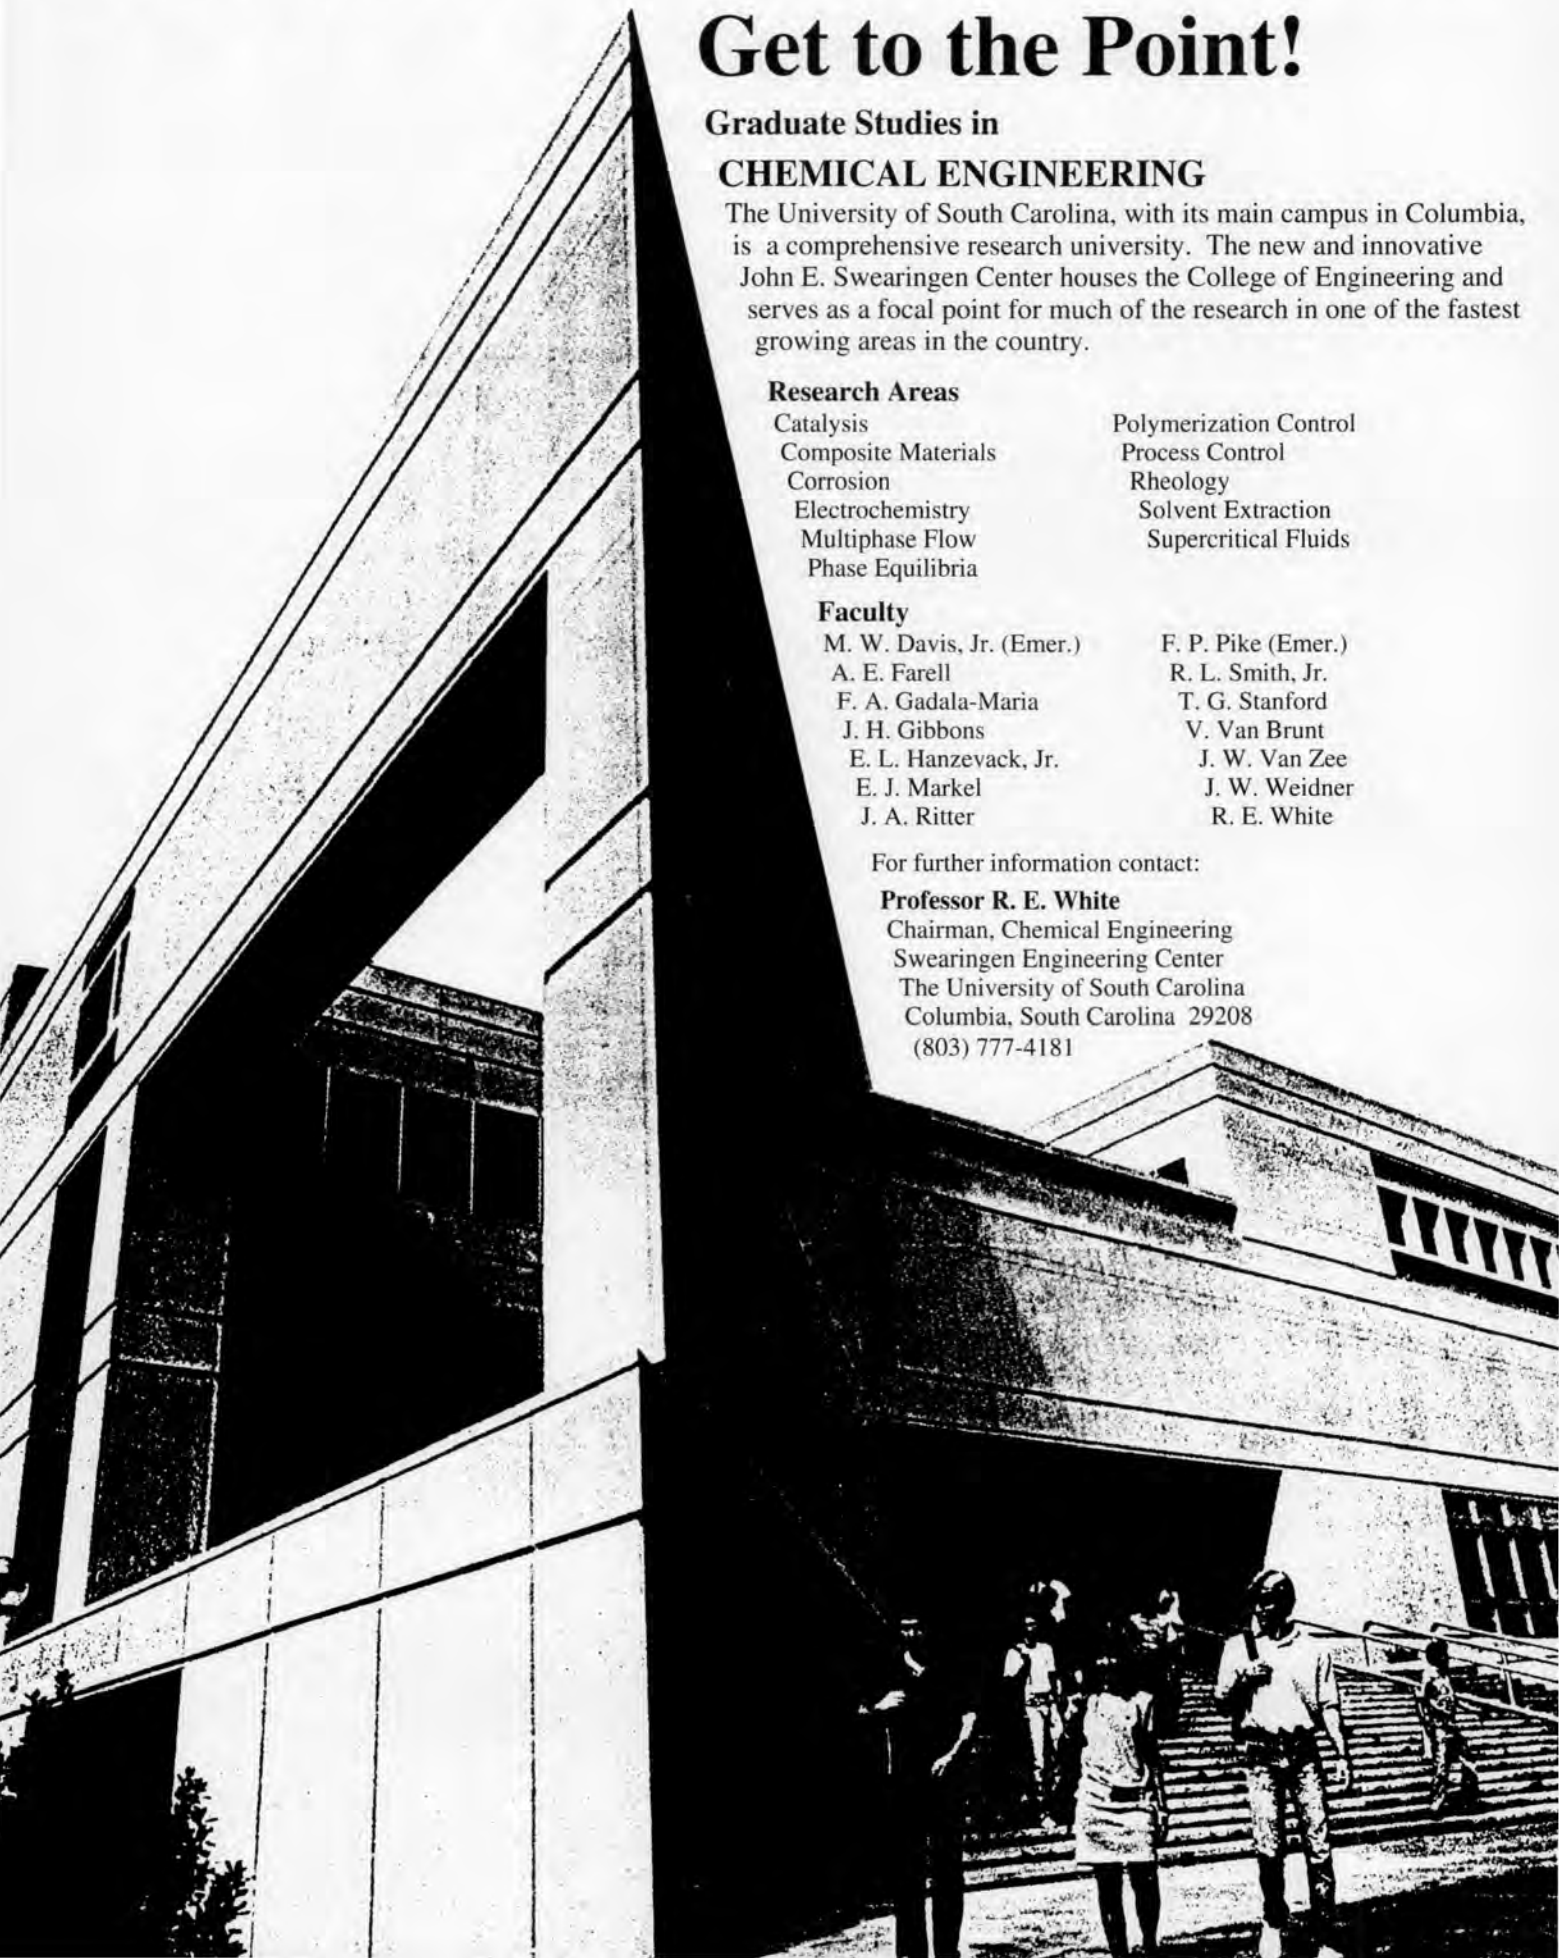 Get to the Point!
Graduate Studies in
CHEMICAL ENGINEERING
The University of South Carolina, with its main campus in Columbia,
is a comprehensive research university. The new and innovative
John E. Swearingen Center houses the College of Engineering and
serves as a focal point for much of the research in one of the fastest
growing areas in the country.
Research Areas
Catalysis
Composite Materials
Corrosion
Electrochemistry
Multiphase Flow
Phase Equilibria
Polymerization Control
Process Control
Rheology
Solvent Extraction
Supercritical Fluids
Faculty
M. W. Davis, Jr. (Emer.)
A. E. Farell
F. A. Gadala-Maria
J. H. Gibbons
E. L. Hanzevack, Jr.
E. J. Markel
J. A. Ritter
F. P. Pike (Emer.)
R. L. Smith, Jr.
T. G. Stanford
V. Van Brunt
J. W. Van Zee
J. W. Weidner
R. E. White
For further information contact:
Professor R. E. White
Chairman, Chemical Engineering
Swearingen Engineering Center
The University of South Carolina
Columbia, South Carolina 29208
(803) 777-4181